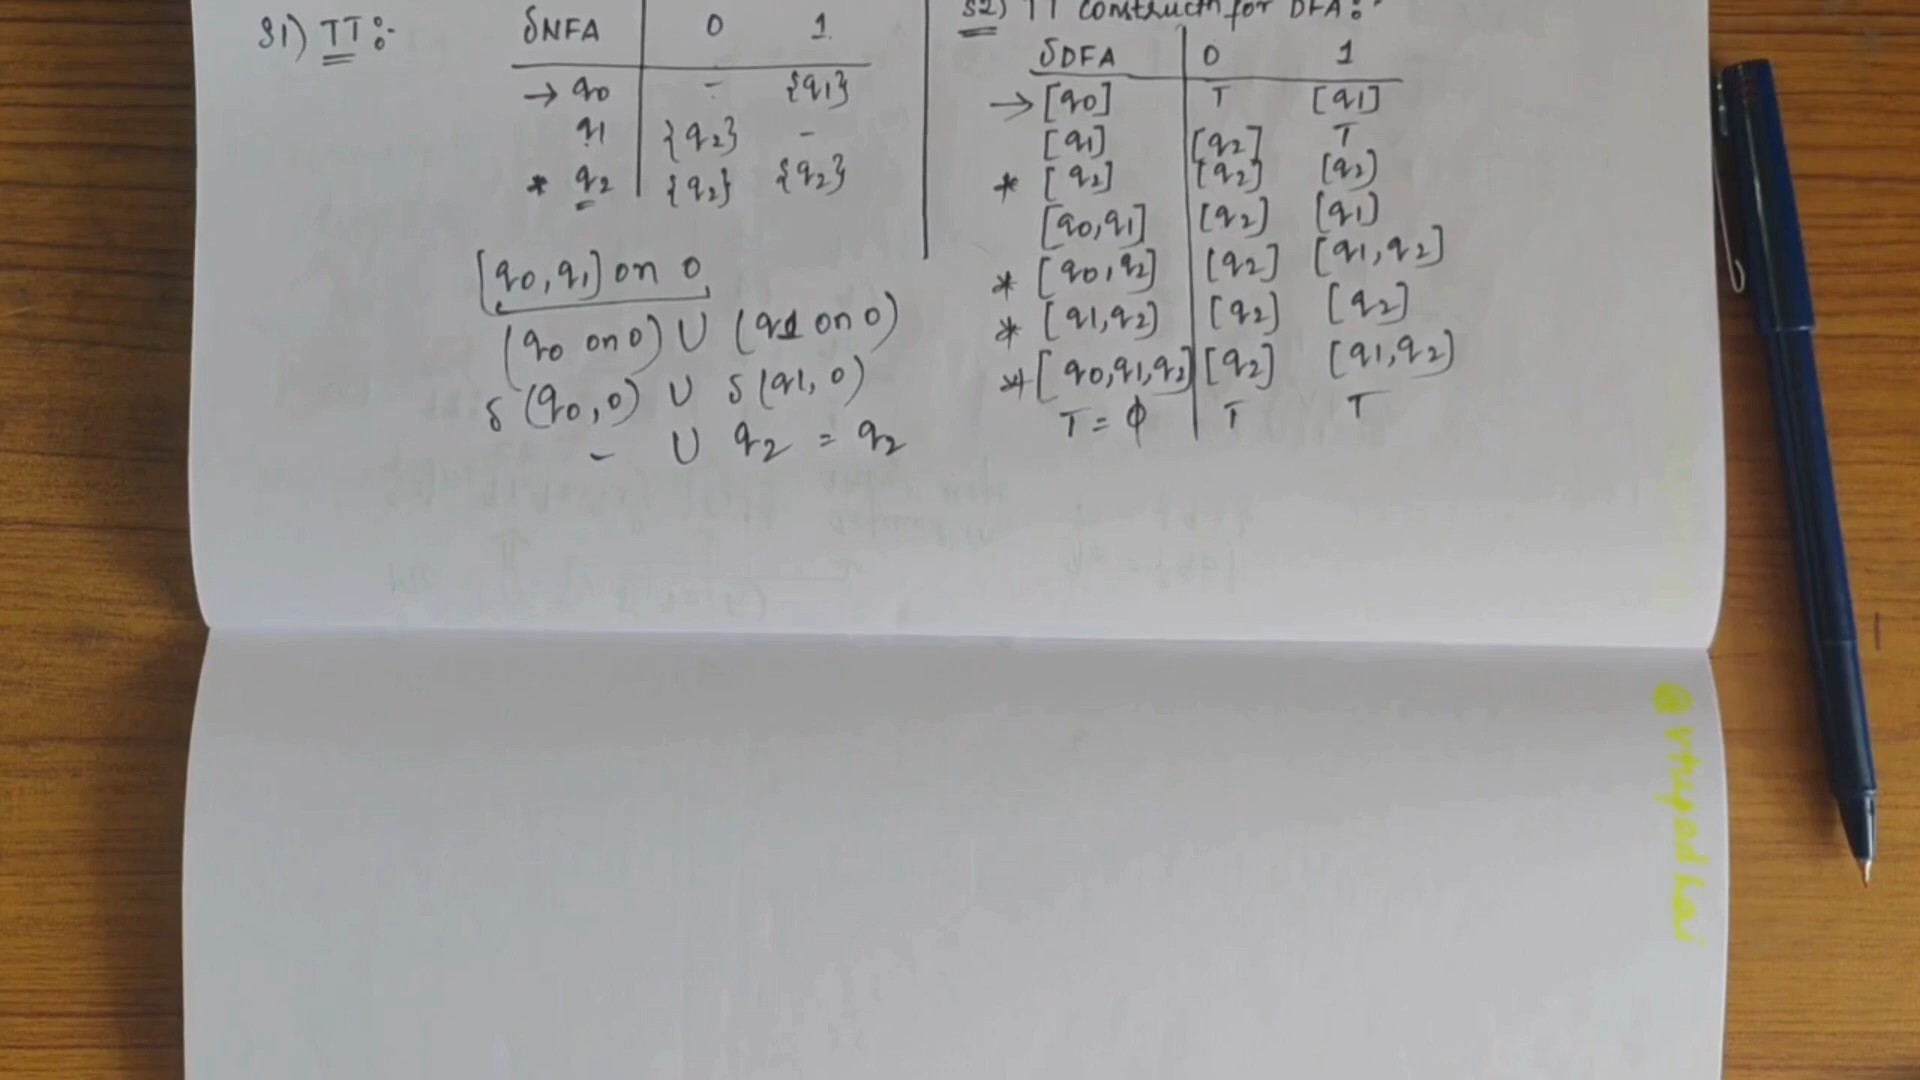 S1) TT :-
δNFA 0 1
→ q0 - {q1}
q1 {q2} -
* q2 {q2} {q2}
[q0,q1] on 0
(q0 on 0) U (q1 on 0)
δ (q0,0) U δ (q1, 0)
- U q2 = q2
S2) TT constructn for DFA :-
δDFA 0 1
→ [q0] T [q1]
[q1] [q2] T
* [q2] [q2] [q2]
[q0,q1] [q2] [q1]
* [q0,q2] [q2] [q1,q2]
* [q1,q2] [q2] [q2]
* [q0,q1,q2] [q2] [q1,q2]
T = ϕ T T
@vtupadhai